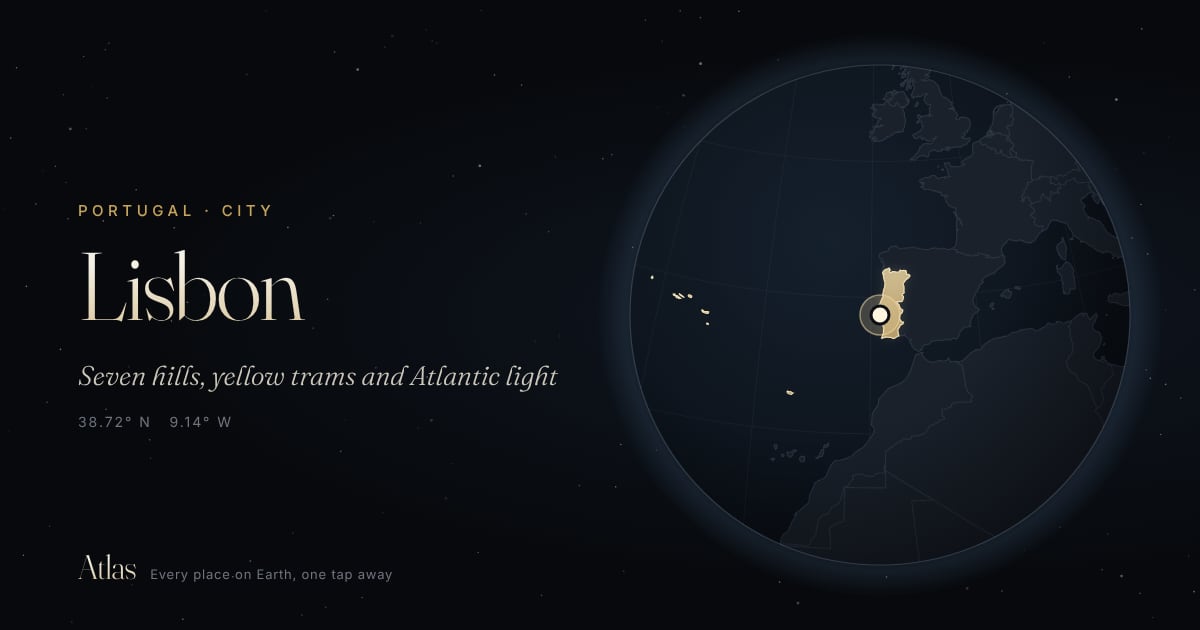 PORTUGAL · CITY
Lisbon
Seven hills, yellow trams and Atlantic light
38.72° N 9.14° W
Atlas Every place on Earth, one tap away